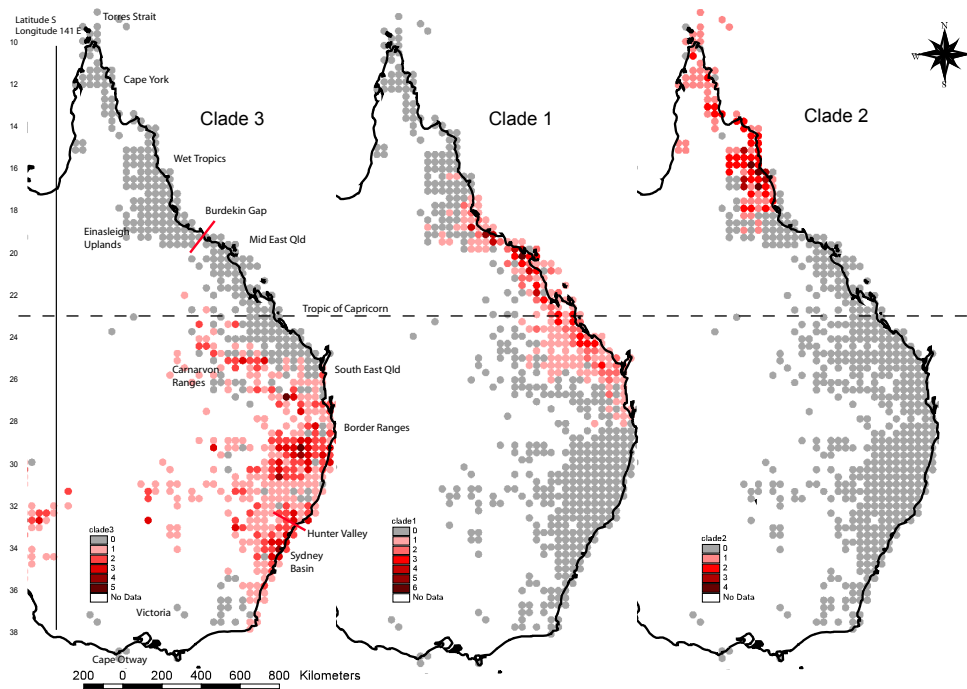 Latitude S
Longitude 141 E
Torres Strait
N
W
S
10
12
14
16
18
20
22
24
26
28
30
32
34
36
38
Cape York
Clade 3
Clade 1
Clade 2
Wet Tropics
Burdekin Gap
Einasleigh
Uplands
Mid East Qld
Tropic of Capricorn
Carnarvon
Ranges
South East Qld
Border Ranges
Hunter Valley
Sydney
Basin
Victoria
Cape Otway
clade3
0
1
2
3
4
5
No Data
clade1
0
1
2
3
4
5
6
No Data
clade2
0
1
2
3
4
No Data
200 0 200 400 600 800 Kilometers